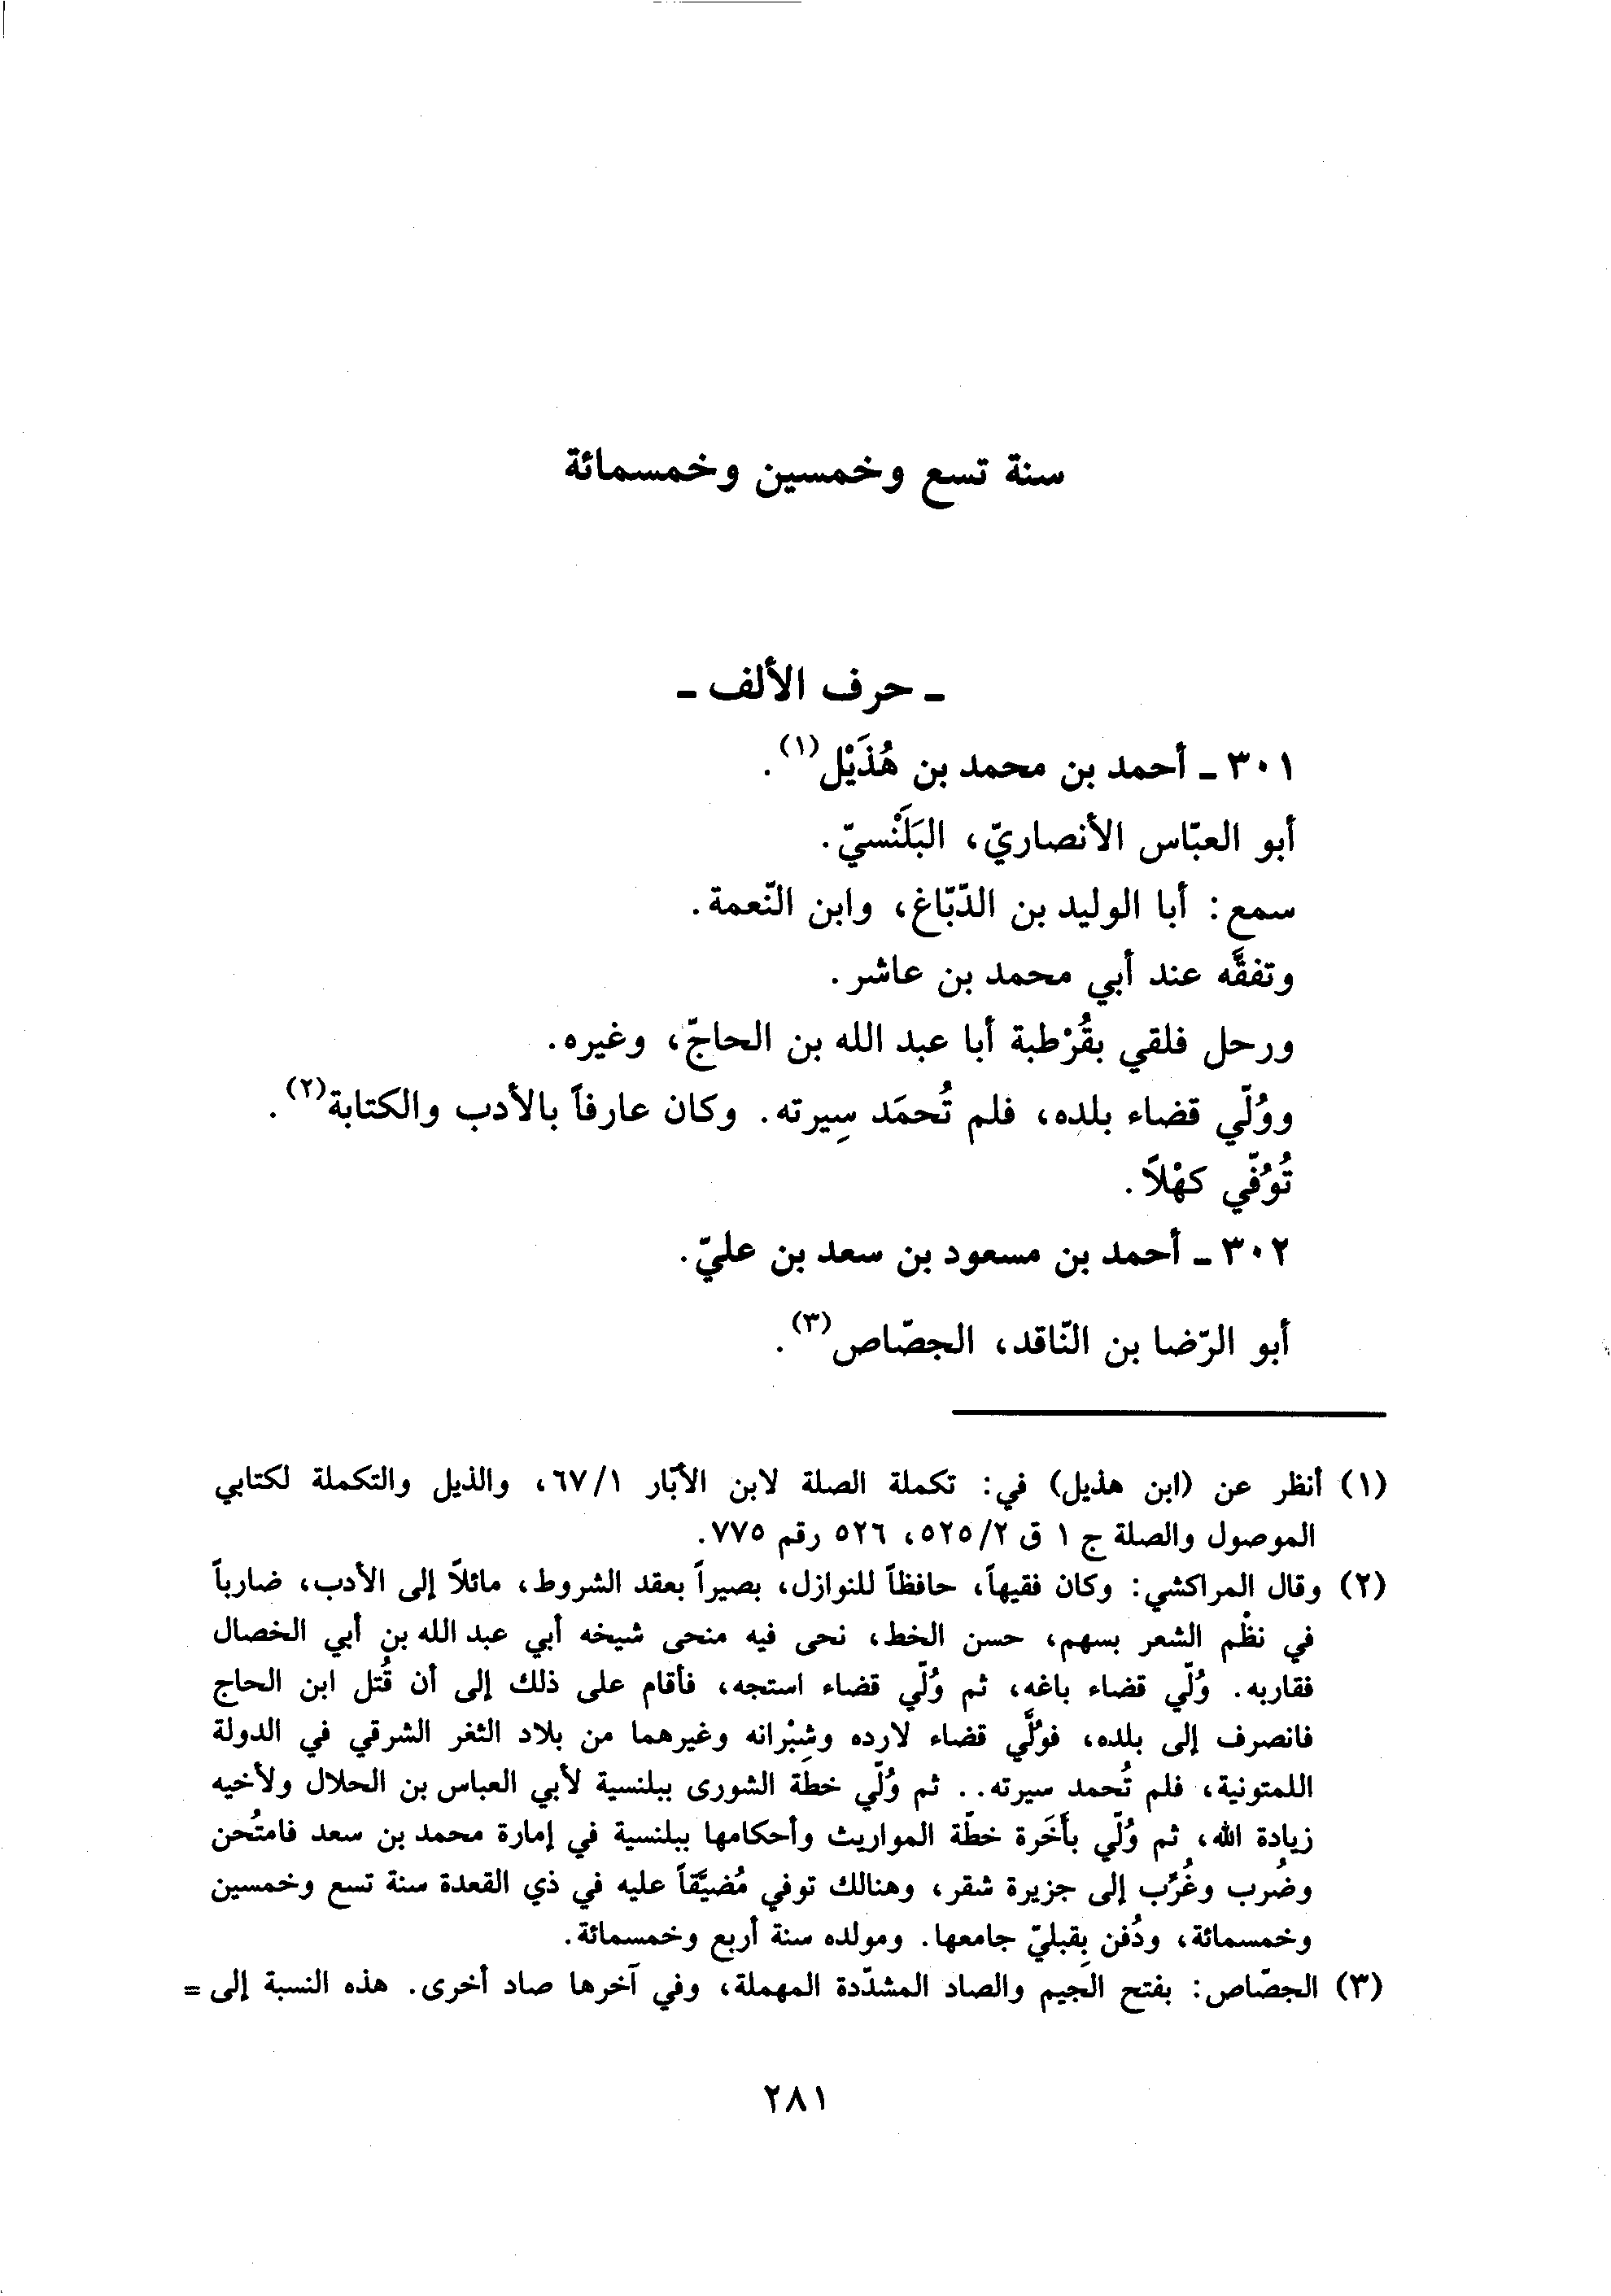 سنة تسع وخمسين وخمسمائة
ـ حرف الألف ـ
٣٠١ ـ أحمد بن محمد بن هُذَيْل(١).
أبو العبّاس الأنصاريّ، البَلَنْسيّ.
سمع: أبا الوليد بن الدّبّاغ، وابن النّعمة.
وتفقَّه عند أبي محمد بن عاشر.
ورحل فلقي بقُرْطبة أبا عبد الله بن الحاجّ، وغيره.
ووُلّي قضاء بلده، فلم تُحمَد سِيرته. وكان عارفاً بالأدب والكتابة(٢).
تُوُفّي كهْلاً.
٣٠٢ ـ أحمد بن مسعود بن سعد بن عليّ.
أبو الرّضا بن النّاقد، الجصّاص(٣).
(١) أنظر عن (ابن هذيل) في: تكملة الصلة لابن الأبّار ٦٧/١، والذيل والتكملة لكتابي
الموصول والصلة ج ١ ق ٥٢٥/٢، ٥٢٦ رقم ٧٧٥.
(٢) وقال المراكشي: وكان فقيهاً، حافظاً للنوازل، بصيراً بعقد الشروط، مائلاً إلى الأدب، ضارباً
في نظْم الشعر بسهم، حسن الخط، نحى فيه منحى شيخه أبي عبد الله بن أبي الخصال
فقاربه. وُلّي قضاء باغه، ثم وُلّي قضاء استجه، فأقام على ذلك إلى أن قُتل ابن الحاج
فانصرف إلى بلده، فوُلَّي قضاء لارده وشِبْرانه وغيرهما من بلاد الثغر الشرقي في الدولة
اللمتونية، فلم تُحمد سيرته.. ثم وُلّي خطّة الشورى ببلنسية لأبي العباس بن الحلال ولأخيه
زيادة الله، ثم وُلّي بأَخَرة خطّة المواريث وأحكامها ببلنسية في إمارة محمد بن سعد فامتُحن
وضُرب وغُرِّب إلى جزيرة شقر، وهنالك توفي مُضيَّقاً عليه في ذي القعدة سنة تسع وخمسين
وخمسمائة، ودُفن بِقبليّ جامعها. ومولده سنة أربع وخمسمائة.
(٣) الجصّاص: بفتح الجيم والصاد المشدّدة المهملة، وفي آخرها صاد أخرى. هذه النسبة إلى =
٢٨١